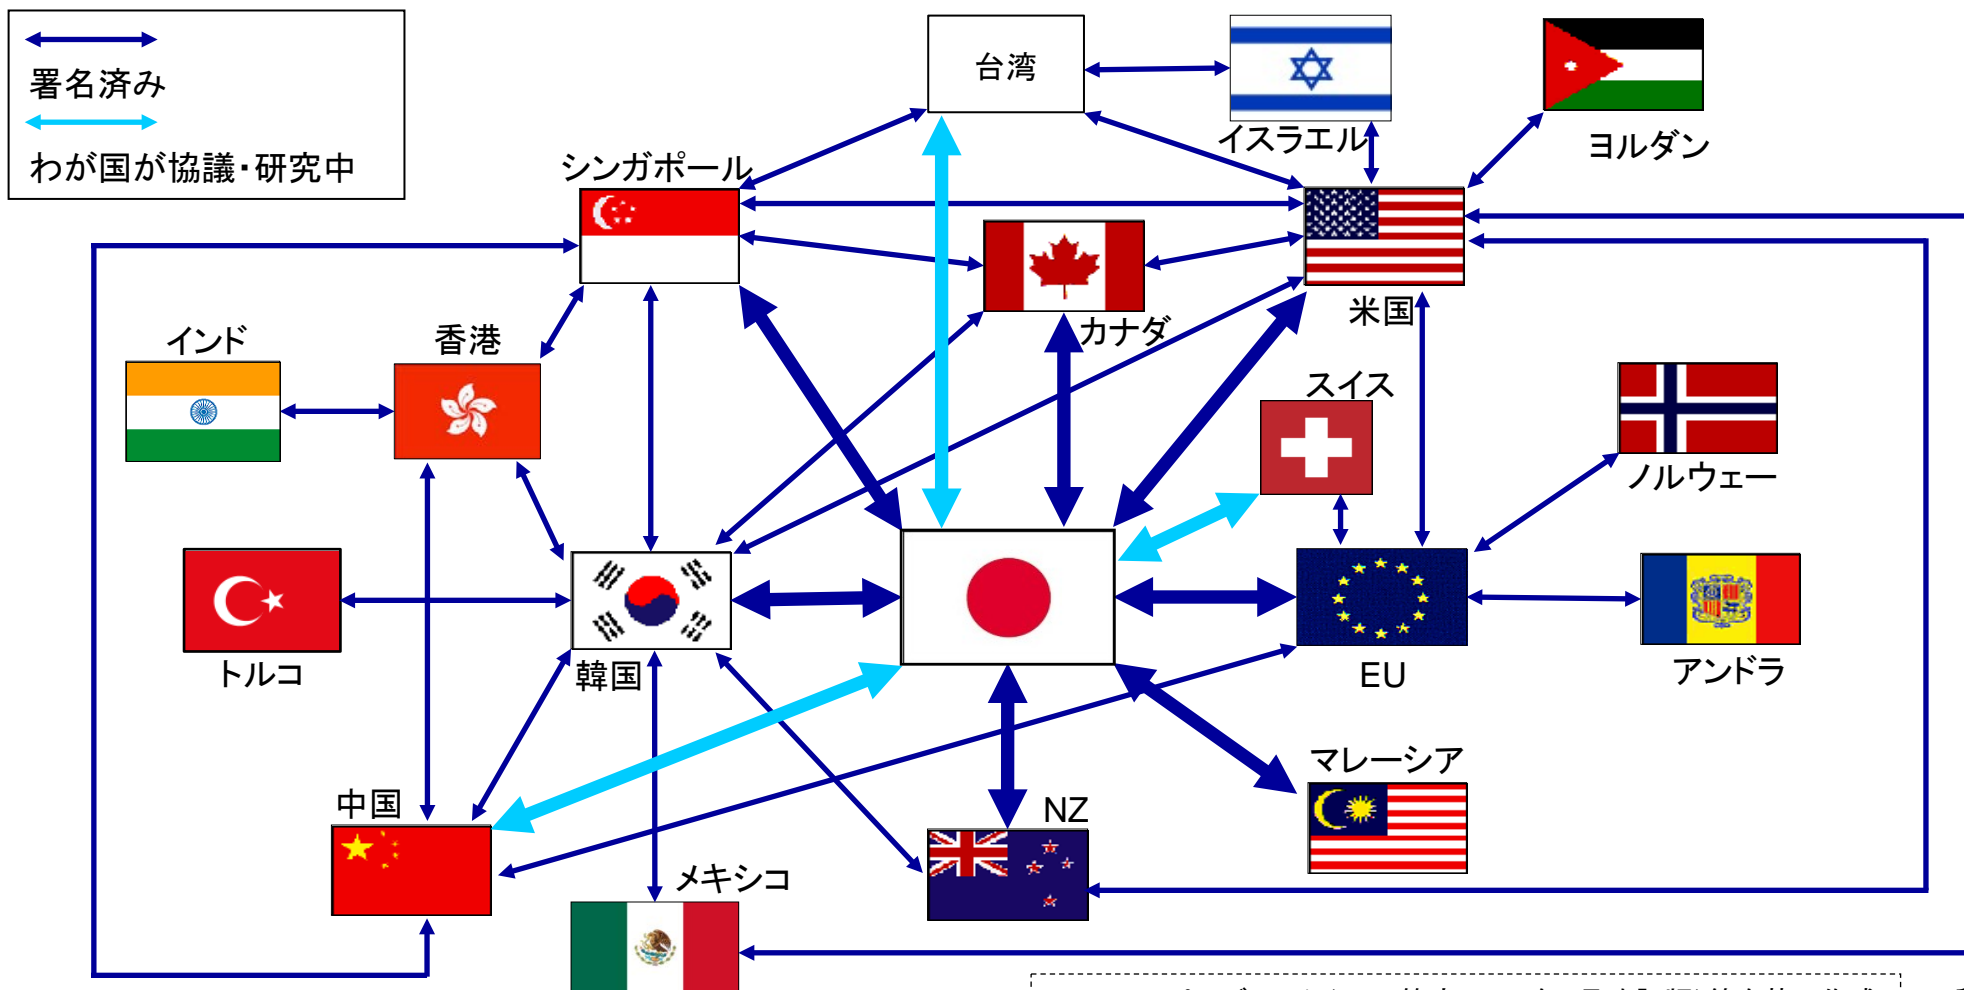 署名済み
わが国が協議・研究中
台湾
イスラエル
ヨルダン
シンガポール
米国
カナダ
インド
香港
スイス
ノルウェー
トルコ
韓国
EU
アンドラ
マレーシア
中国
NZ
メキシコ